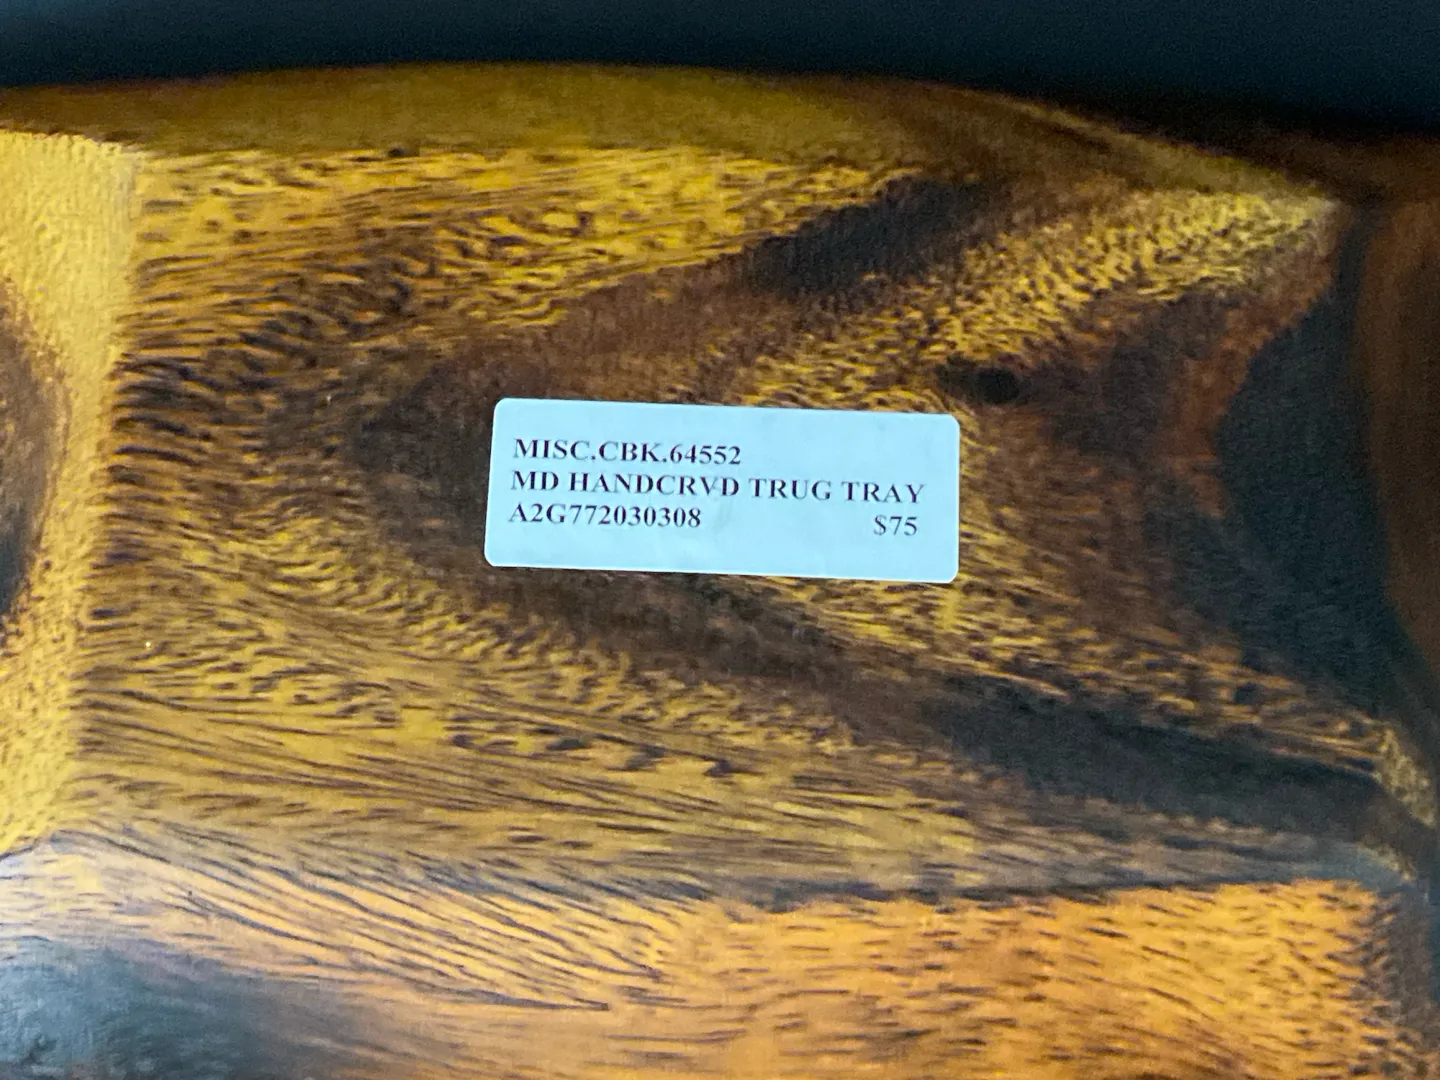 MISC.CBK.64552
MD HANDCRVD TRUG TRAY
A2G772030308 $75